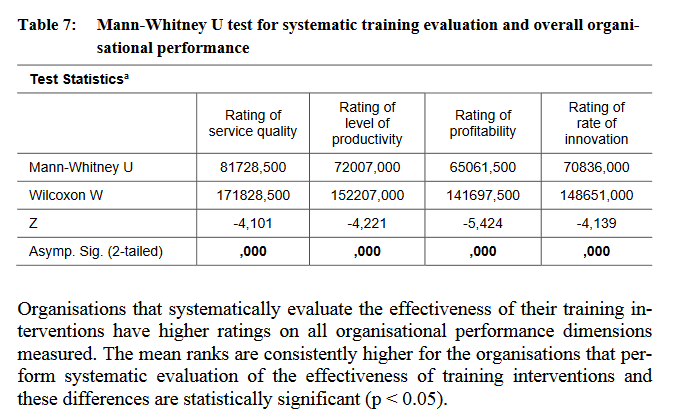 Table 7: Mann-Whitney U test for systematic training evaluation and overall organi-
sational performance
Test Statisticsa
Rating of service quality Rating of level of productivity Rating of profitability Rating of rate of innovation
Mann-Whitney U 81728,500 72007,000 65061,500 70836,000
Wilcoxon W 171828,500 152207,000 141697,500 148651,000
Z -4,101 -4,221 -5,424 -4,139
Asymp. Sig. (2-tailed) ,000 ,000 ,000 ,000
Organisations that systematically evaluate the effectiveness of their training in-
terventions have higher ratings on all organisational performance dimensions
measured. The mean ranks are consistently higher for the organisations that per-
form systematic evaluation of the effectiveness of training interventions and
these differences are statistically significant (p < 0.05).